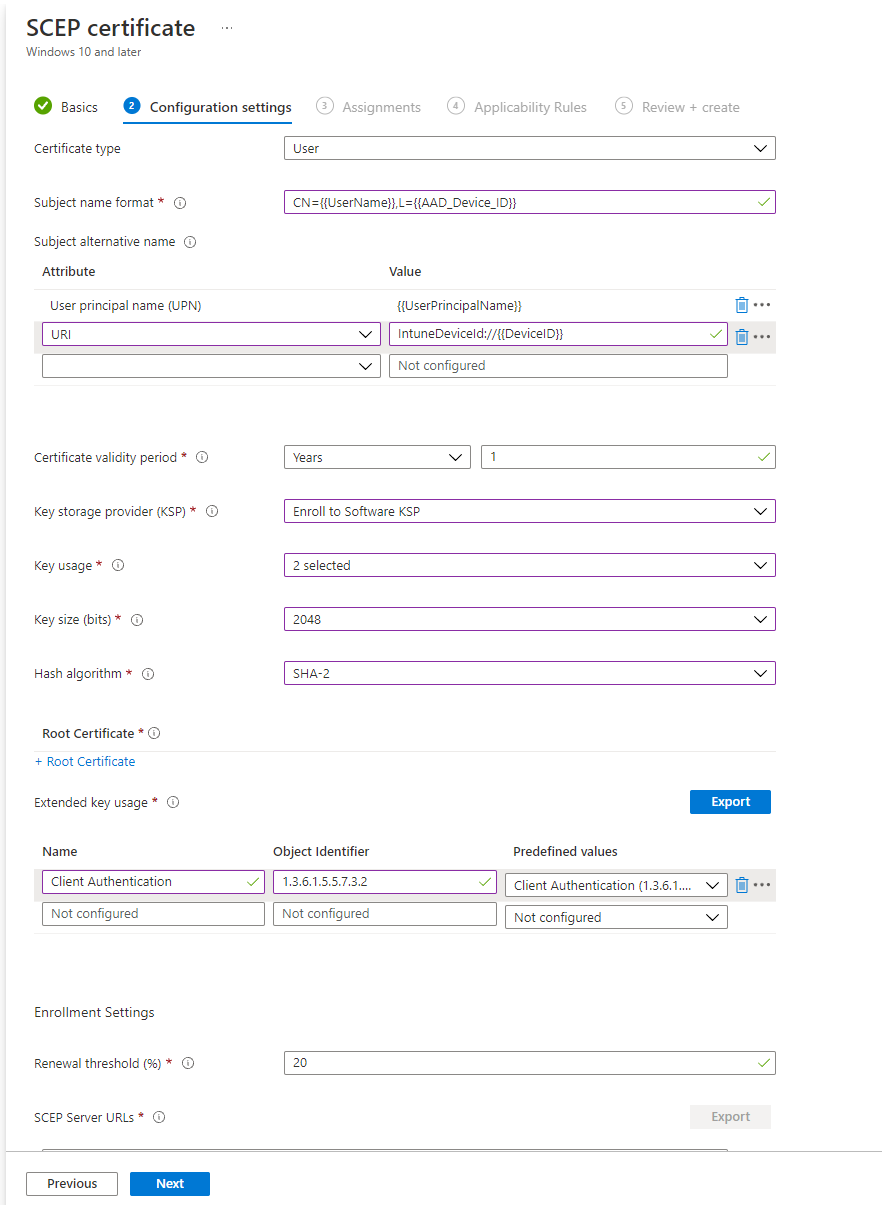 SCEP certificate ...
Windows 10 and later
Basics
2 Configuration settings
3 Assignments
4 Applicability Rules
5 Review + create
Certificate type User
Subject name format * CN={{UserName}},L={{AAD_Device_ID}}
Subject alternative name
Attribute Value
User principal name (UPN) {{UserPrincipalName}}
URI IntuneDeviceId://{{DeviceID}}
Not configured
Certificate validity period * Years 1
Key storage provider (KSP) * Enroll to Software KSP
Key usage * 2 selected
Key size (bits) * 2048
Hash algorithm * SHA-2
Root Certificate *
+ Root Certificate
Extended key usage * Export
Name Object Identifier Predefined values
Client Authentication 1.3.6.1.5.5.7.3.2 Client Authentication (1.3.6.1....
Not configured Not configured Not configured
Enrollment Settings
Renewal threshold (%) * 20
SCEP Server URLs * Export
Previous Next